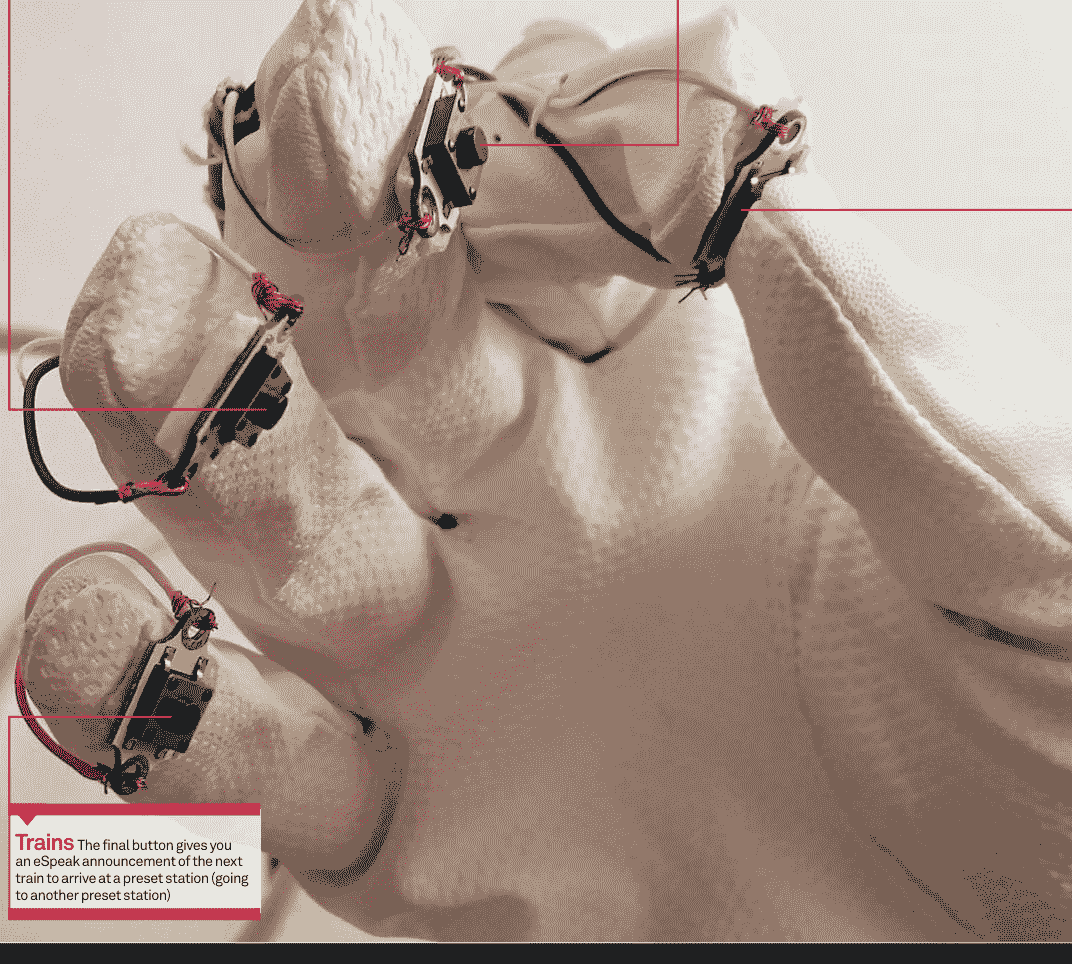 Trains The final button gives you
an eSpeak announcement of the next
train to arrive at a preset station (going
to another preset station)